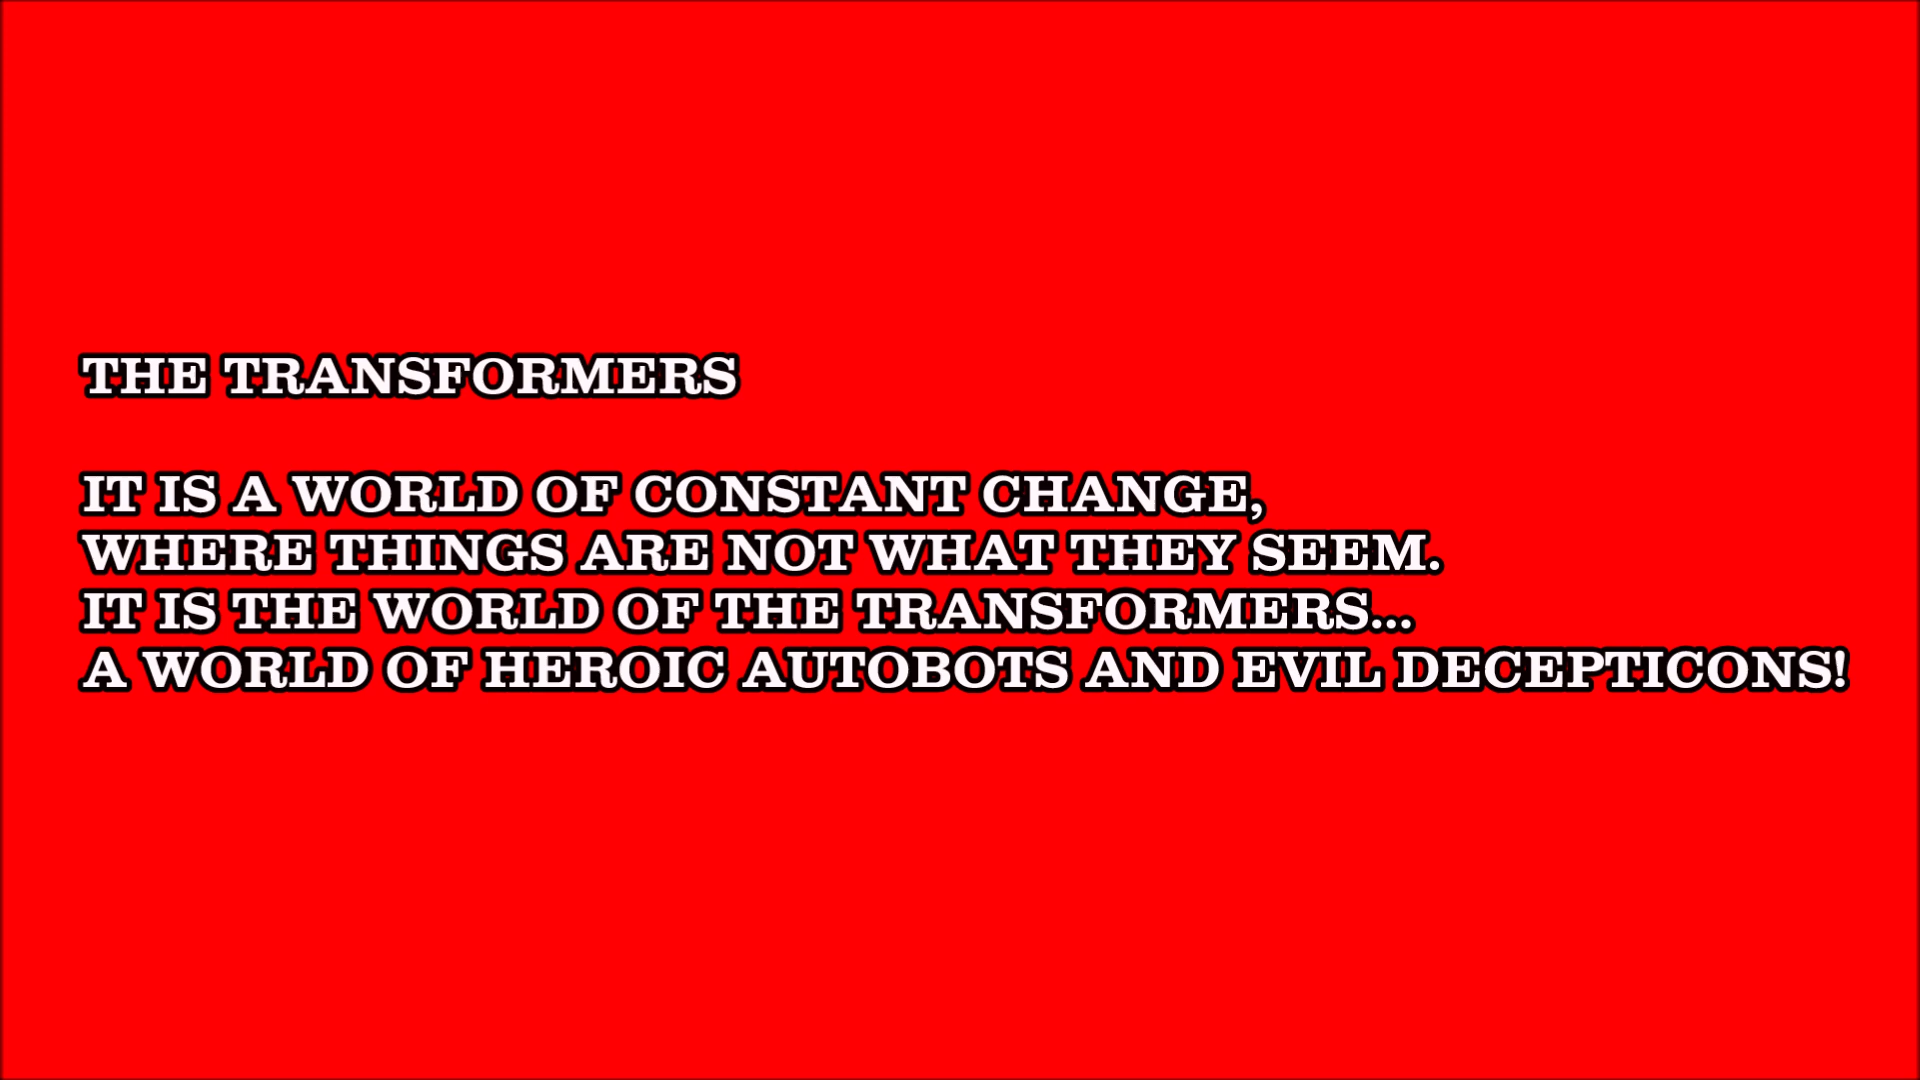 THE TRANSFORMERS
IT IS A WORLD OF CONSTANT CHANGE,
WHERE THINGS ARE NOT WHAT THEY SEEM.
IT IS THE WORLD OF THE TRANSFORMERS...
A WORLD OF HEROIC AUTOBOTS AND EVIL DECEPTICONS!